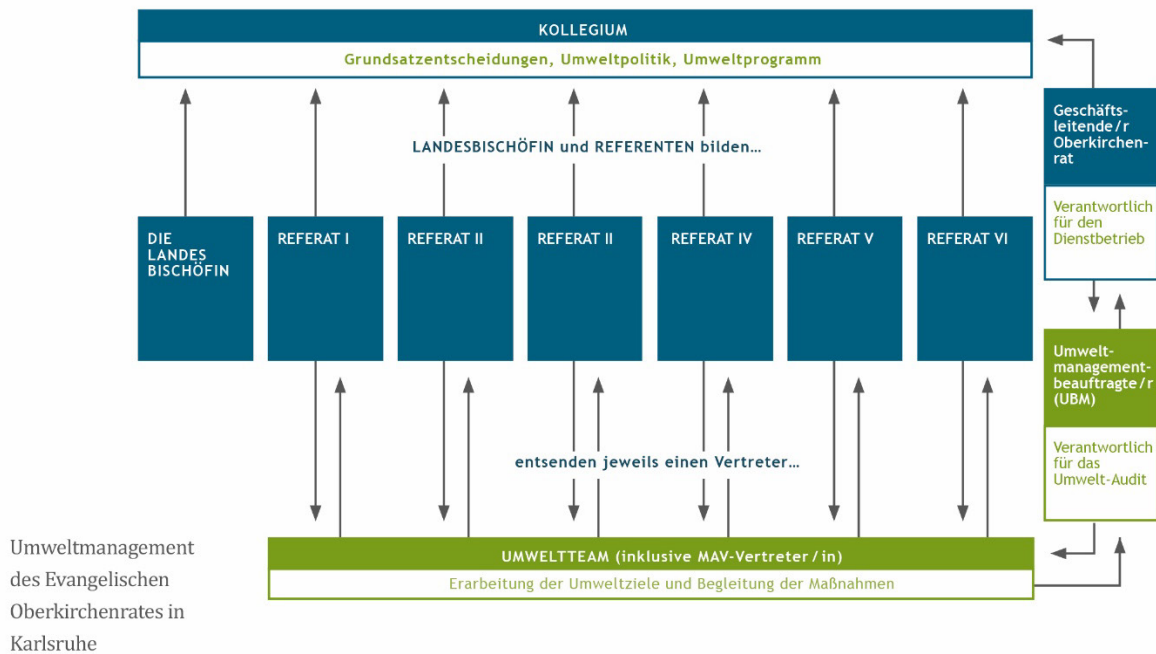 KOLLEGIUM
Grundsatzentscheidungen, Umweltpolitik, Umweltprogramm
LANDESBISCHÖFIN und REFERENTEN bilden…
DIE
LANDES
BISCHÖFIN
REFERAT I
REFERAT II
REFERAT II
REFERAT IV
REFERAT V
REFERAT VI
Geschäfts-
leitende/r
Oberkirchen-
rat
Verantwortlich
für den
Dienstbetrieb
Umwelt-
management-
beauftragte/r
(UBM)
Verantwortlich
für das
Umwelt-Audit
entsenden jeweils einen Vertreter…
UMWELTTEAM (inklusive MAV-Vertreter/in)
Erarbeitung der Umweltziele und Begleitung der Maßnahmen
Umweltmanagement
des Evangelischen
Oberkirchenrates in
Karlsruhe